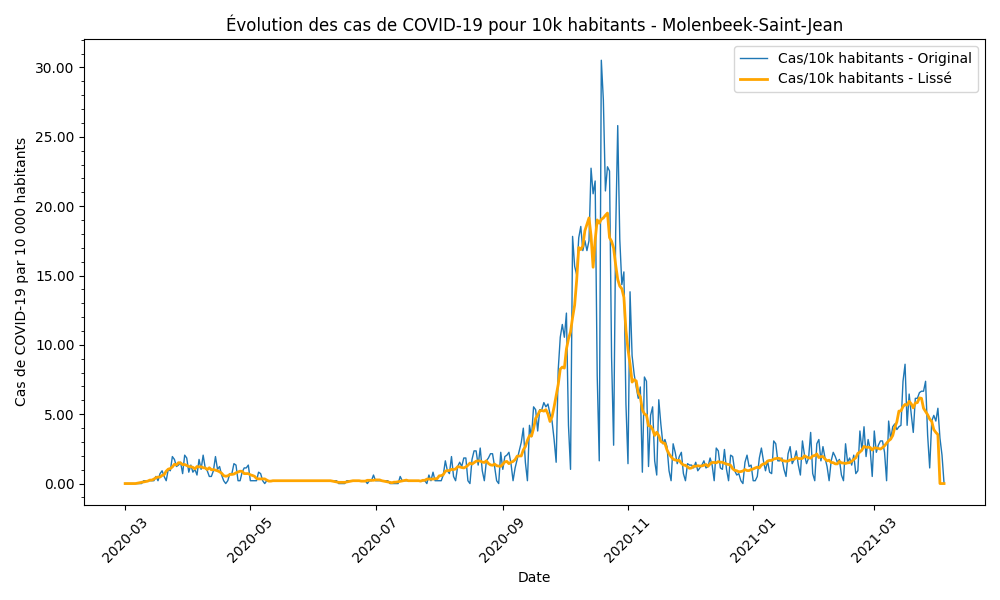 Évolution des cas de COVID-19 pour 10k habitants - Molenbeek-Saint-Jean
Cas/10k habitants - Original
Cas/10k habitants - Lissé
Cas de COVID-19 par 10 000 habitants
30.00
25.00
20.00
15.00
10.00
5.00
0.00
2020-03
2020-05
2020-07
2020-09
2020-11
2021-01
2021-03
Date